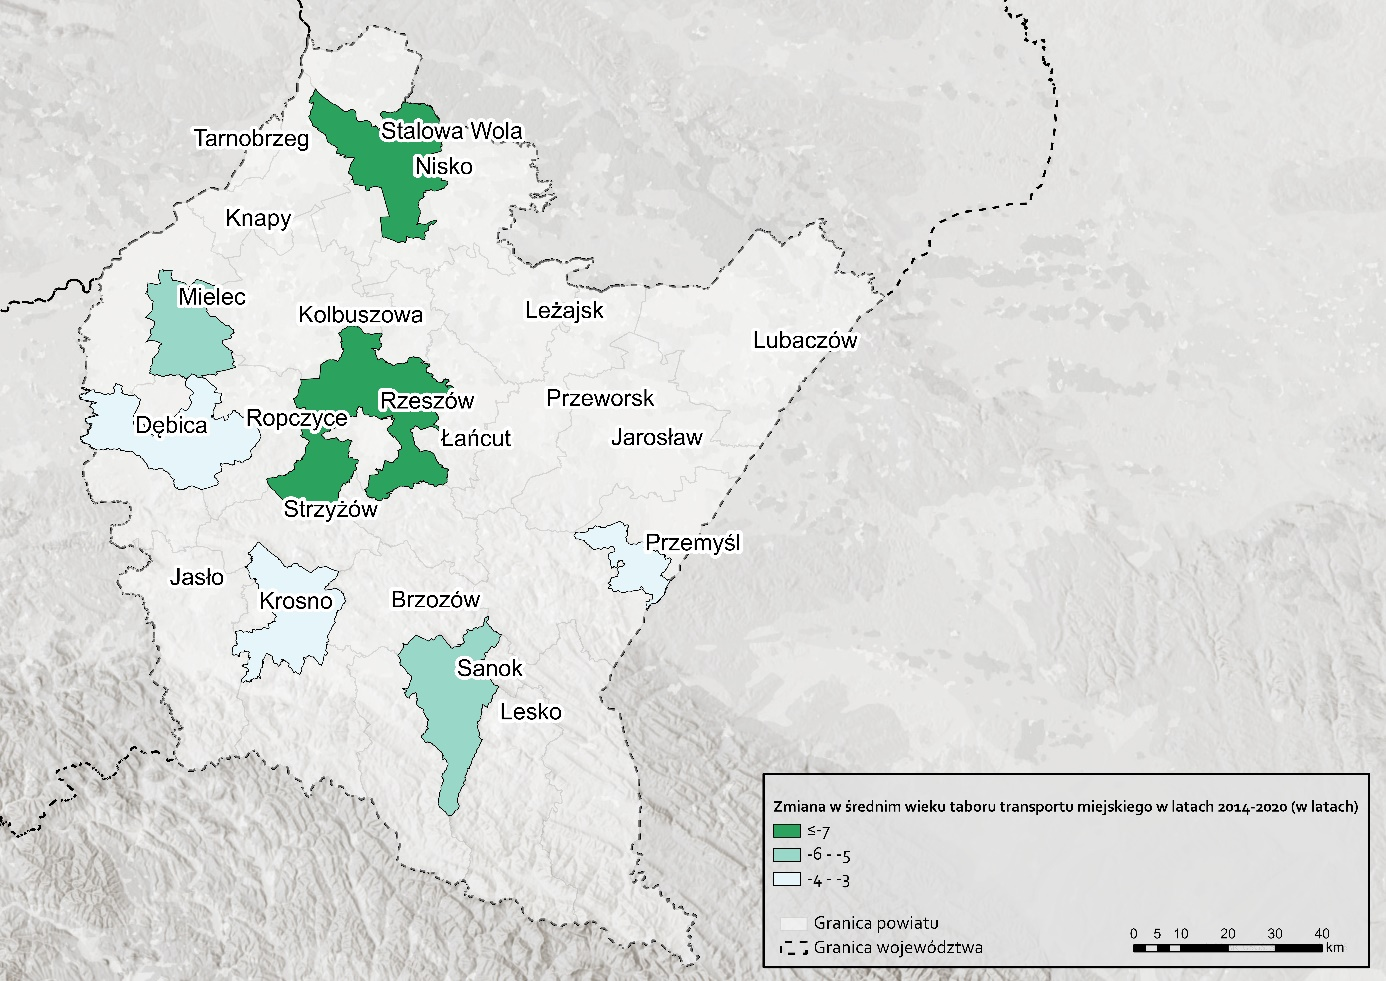 Tarnobrzeg
Stalowa Wola
Nisko
Knapy
Mielec
Kolbuszowa
Leżajsk
Lubaczów
Rzeszów
Przeworsk
Dębica
Ropczyce
Łańcut
Jarosław
Strzyżów
Przemyśl
Jasło
Krosno
Brzozów
Sanok
Lesko
Zmiana w średnim wieku taboru transportu miejskiego w latach 2014-2020 (w latach)
≤-7
-6 - -5
-4 - -3
Granica powiatu
Granica województwa
0 5 10 20 30 40
km